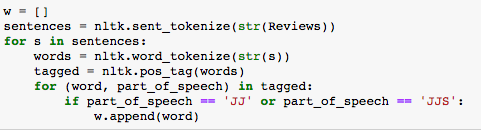 w = []
sentences = nltk.sent_tokenize(str(Reviews))
for s in sentences:
    words = nltk.word_tokenize(str(s))
    tagged = nltk.pos_tag(words)
    for (word, part_of_speech) in tagged:
        if part_of_speech == 'JJ' or part_of_speech == 'JJS':
            w.append(word)